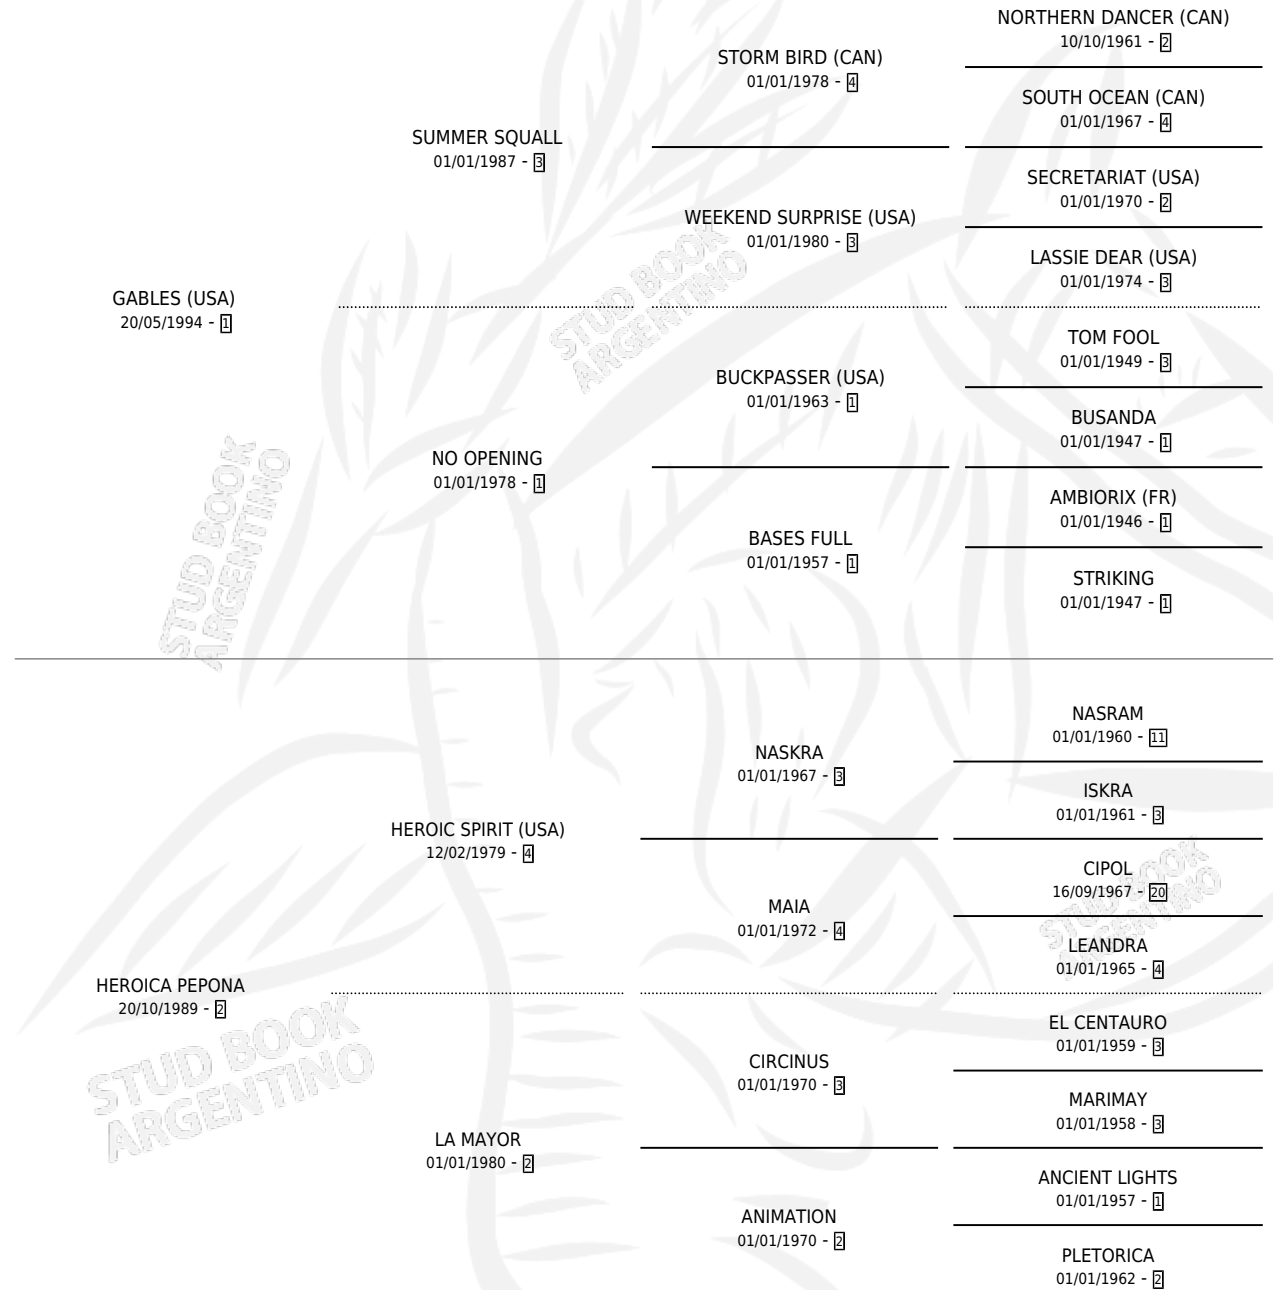 NORTHERN DANCER (CAN)
10/10/1961 - 2
STORM BIRD (CAN)
01/01/1978 - 4
SOUTH OCEAN (CAN)
01/01/1967 - 4
SUMMER SQUALL
01/01/1987 - 3
SECRETARIAT (USA)
01/01/1970 - 2
WEEKEND SURPRISE (USA)
01/01/1980 - 3
LASSIE DEAR (USA)
01/01/1974 - 3
GABLES (USA)
20/05/1994 - 1
TOM FOOL
01/01/1949 - 3
BUCKPASSER (USA)
01/01/1963 - 1
BUSANDA
01/01/1947 - 1
NO OPENING
01/01/1978 - 1
AMBIORIX (FR)
01/01/1946 - 1
BASES FULL
01/01/1957 - 1
STRIKING
01/01/1947 - 1
NASRAM
01/01/1960 - 11
NASKRA
01/01/1967 - 3
ISKRA
01/01/1961 - 3
HEROIC SPIRIT (USA)
12/02/1979 - 4
CIPOL
16/09/1967 - 20
MAIA
01/01/1972 - 4
LEANDRA
01/01/1965 - 4
HEROICA PEPONA
20/10/1989 - 2
EL CENTAURO
01/01/1959 - 3
CIRCINUS
01/01/1970 - 3
MARIMAY
01/01/1958 - 3
LA MAYOR
01/01/1980 - 2
ANCIENT LIGHTS
01/01/1957 - 1
ANIMATION
01/01/1970 - 2
PLETORICA
01/01/1962 - 2
STUD BOOK
ARGENTINO
STUD BOOK
ARGENTINO
STUD BOOK
ARGENTINO
STUD BOOK
ARGENTINO